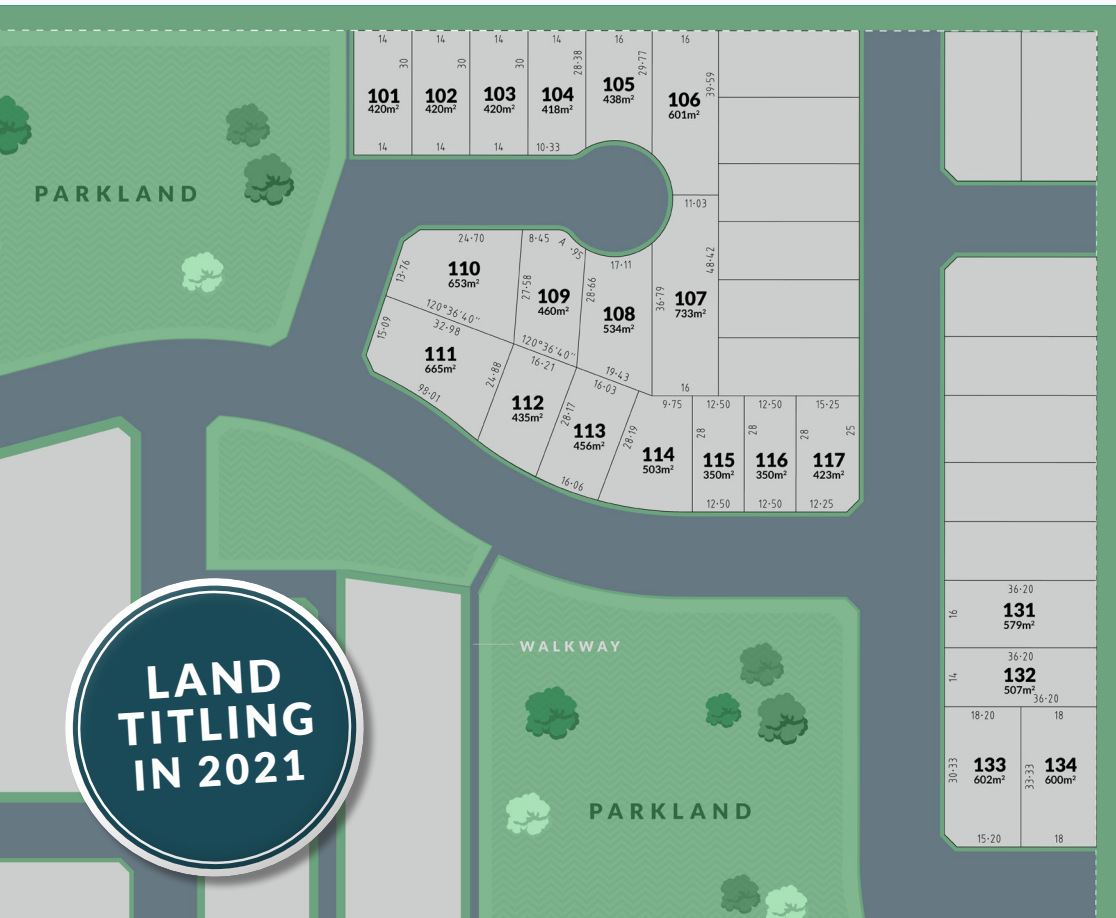 14
14
14
14
16
16
30
30
30
28·38
29·77
39·59
101
420m²
102
420m²
103
420m²
104
418m²
105
438m²
106
601m²
14
14
14
10·33
PARKLAND
11·03
24·70
8·45
A
·95
17·11
13·76
110
653m²
27·58
109
460m²
28·66
108
534m²
36·79
107
733m²
48·42
120°36'40"
32·98
15·09
111
665m²
98·01
24·88
120°36'40"
16·21
19·43
16·03
16
112
435m²
28·17
113
456m²
28·19
16·06
9·75
12·50
12·50
15·25
114
503m²
28
115
350m²
28
116
350m²
28
117
423m²
25
12·50
12·50
12·25
36·20
16
131
579m²
36·20
14
132
507m²
36·20
18·20
18
30·33
133
602m²
33·33
134
600m²
15·20
18
WALKWAY
PARKLAND
LAND
TITLING
IN 2021